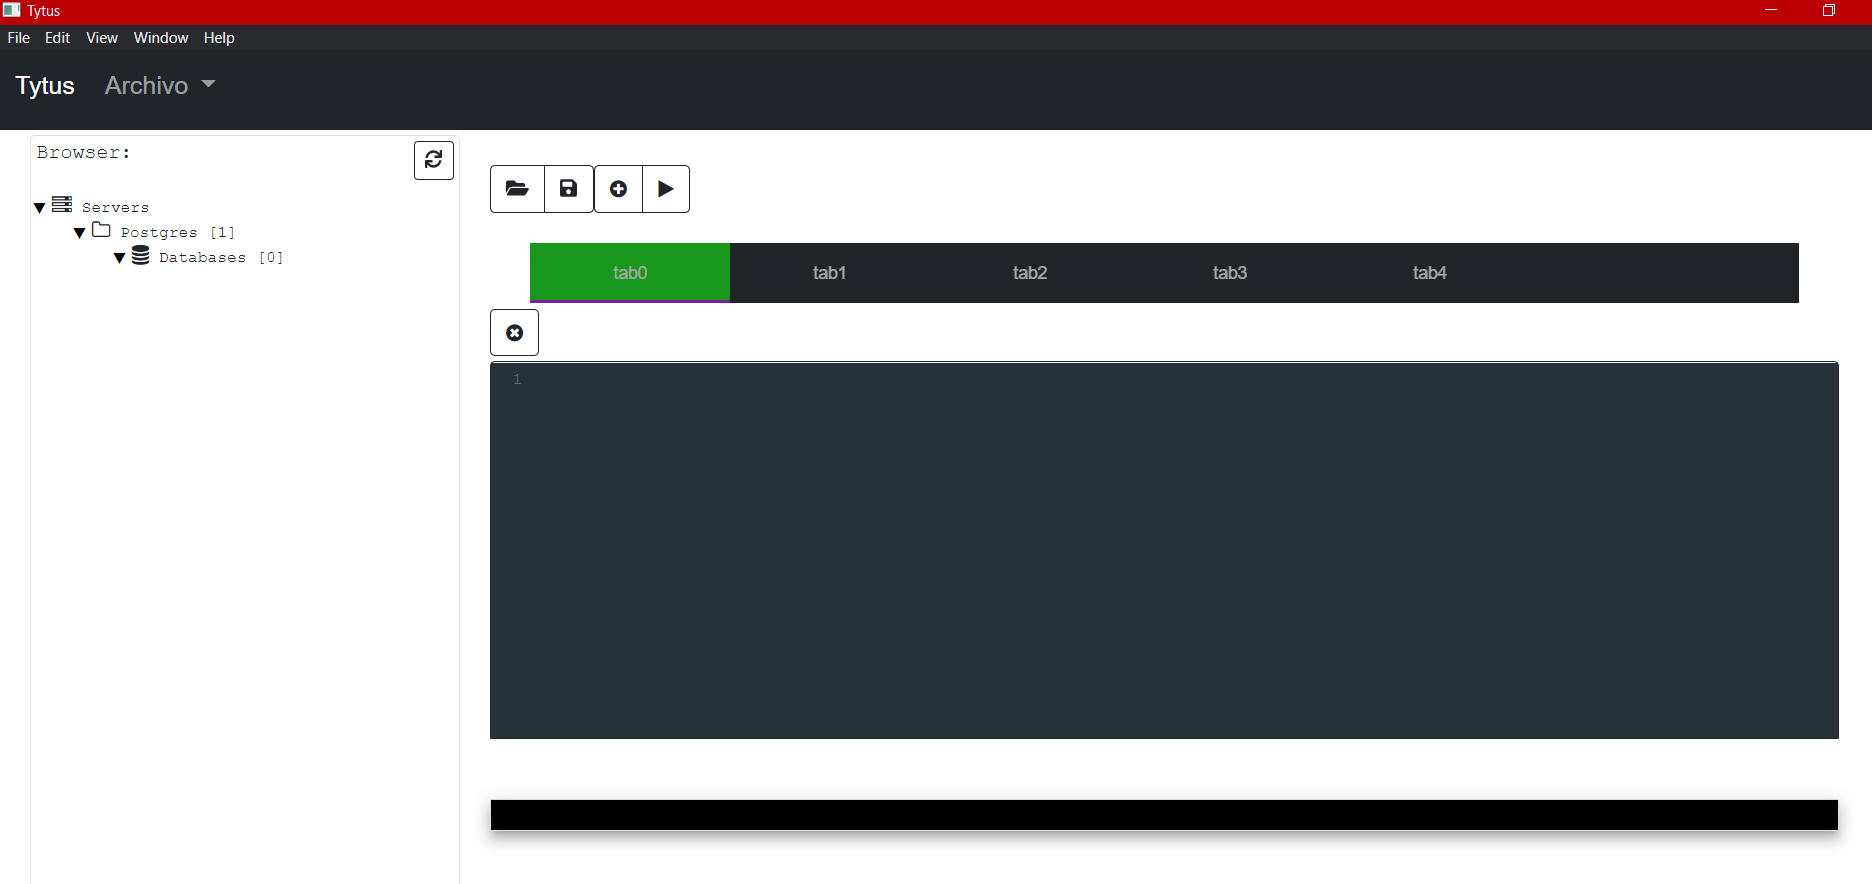 Tytus
File Edit View Window Help
Tytus Archivo
Browser:
Servers
Postgres [1]
Databases [0]
tab0 tab1 tab2 tab3 tab4
1